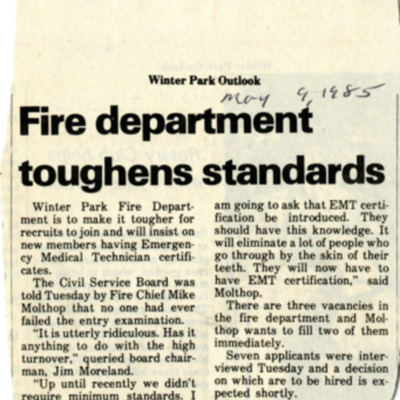 Winter Park Outlook
May 9, 1985
Fire department
toughens standards
Winter Park Fire Depart-
ment is to make it tougher for
recruits to join and will insist on
new members having Emergen-
cy Medical Technician certifi-
cates.
The Civil Service Board was
told Tuesday by Fire Chief Mike
Molthop that no one had ever
failed the entry examination.
"It is utterly ridiculous. Has it
anything to do with the high
turnover," queried board chair-
man, Jim Moreland.
"Up until recently we didn't
require minimum standards. I
am going to ask that EMT certi-
fication be introduced. They
should have this knowledge. It
will eliminate a lot of people who
go through by the skin of their
teeth. They will now have to
have EMT certification," said
Molthop.
There are three vacancies in
the fire department and Mol-
thop wants to fill two of them
immediately.
Seven applicants were inter-
viewed Tuesday and a decision
on which are to be hired is ex-
pected shortly.